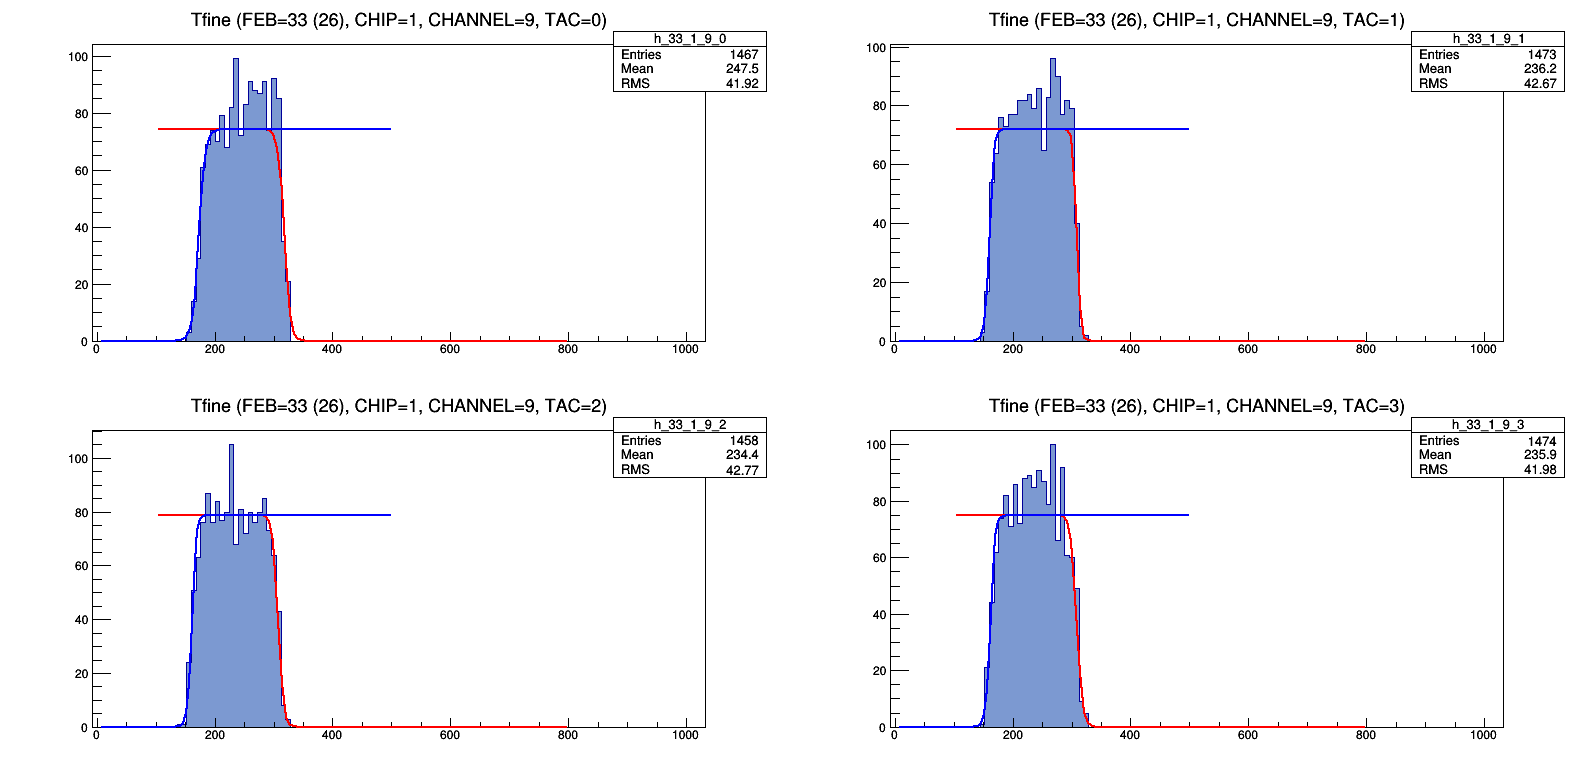 Tfine (FEB=33 (26), CHIP=1, CHANNEL=9, TAC=0)
h_33_1_9_0
Entries 1467
Mean 247.5
RMS 41.92
100
80
60
40
20
0
0 200 400 600 800 1000
Tfine (FEB=33 (26), CHIP=1, CHANNEL=9, TAC=1)
h_33_1_9_1
Entries 1473
Mean 236.2
RMS 42.67
100
80
60
40
20
0
0 200 400 600 800 1000
Tfine (FEB=33 (26), CHIP=1, CHANNEL=9, TAC=2)
h_33_1_9_2
Entries 1458
Mean 234.4
RMS 42.77
100
80
60
40
20
0
0 200 400 600 800 1000
Tfine (FEB=33 (26), CHIP=1, CHANNEL=9, TAC=3)
h_33_1_9_3
Entries 1474
Mean 235.9
RMS 41.98
100
80
60
40
20
0
0 200 400 600 800 1000